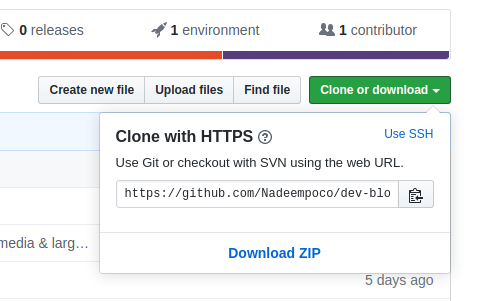 0 releases
1 environment
1 contributor
Create new file
Upload files
Find file
Clone or download
Clone with HTTPS
Use SSH
Use Git or checkout with SVN using the web URL.
https://github.com/Nadeempoco/dev-blo
Download ZIP
media & larg…
5 days ago